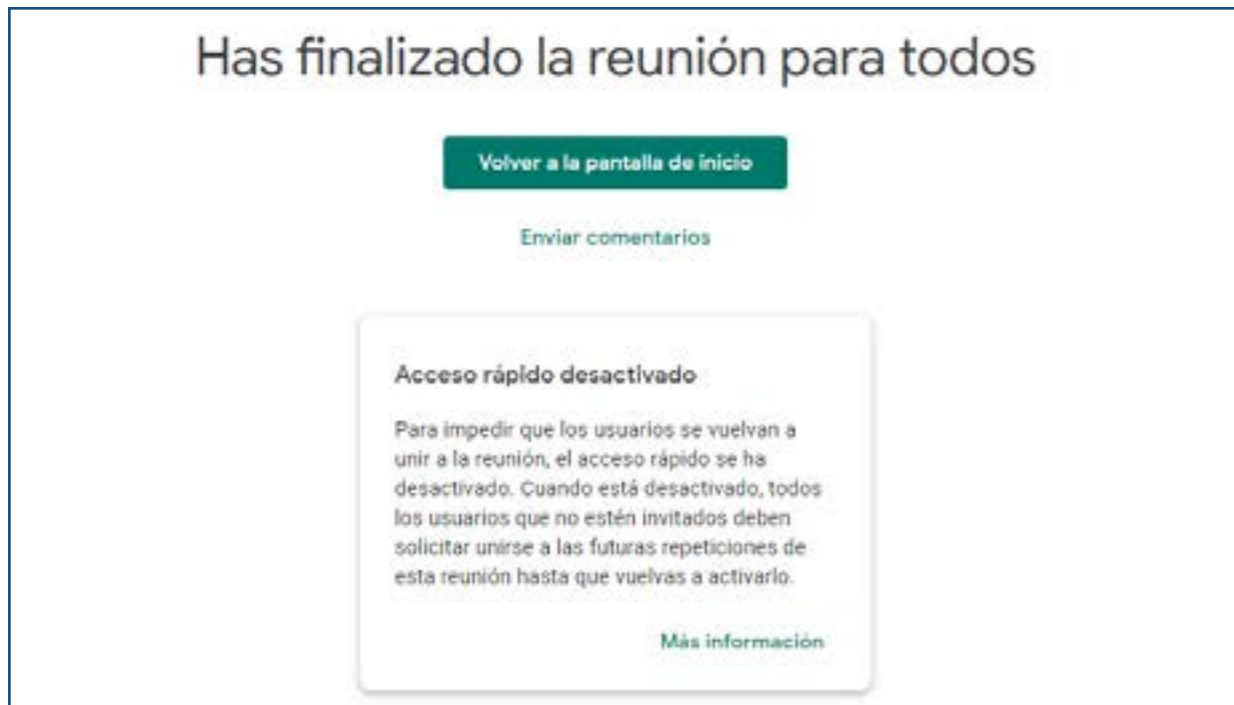 Has finalizado la reunión para todos
Volver a la pantalla de inicio
Enviar comentarios
Acceso rápido desactivado
Para impedir que los usuarios se vuelvan a
unir a la reunión, el acceso rápido se ha
desactivado. Cuando está desactivado, todos
los usuarios que no estén invitados deben
solicitar unirse a las futuras repeticiones de
esta reunión hasta que vuelvas a activarlo.
Más información